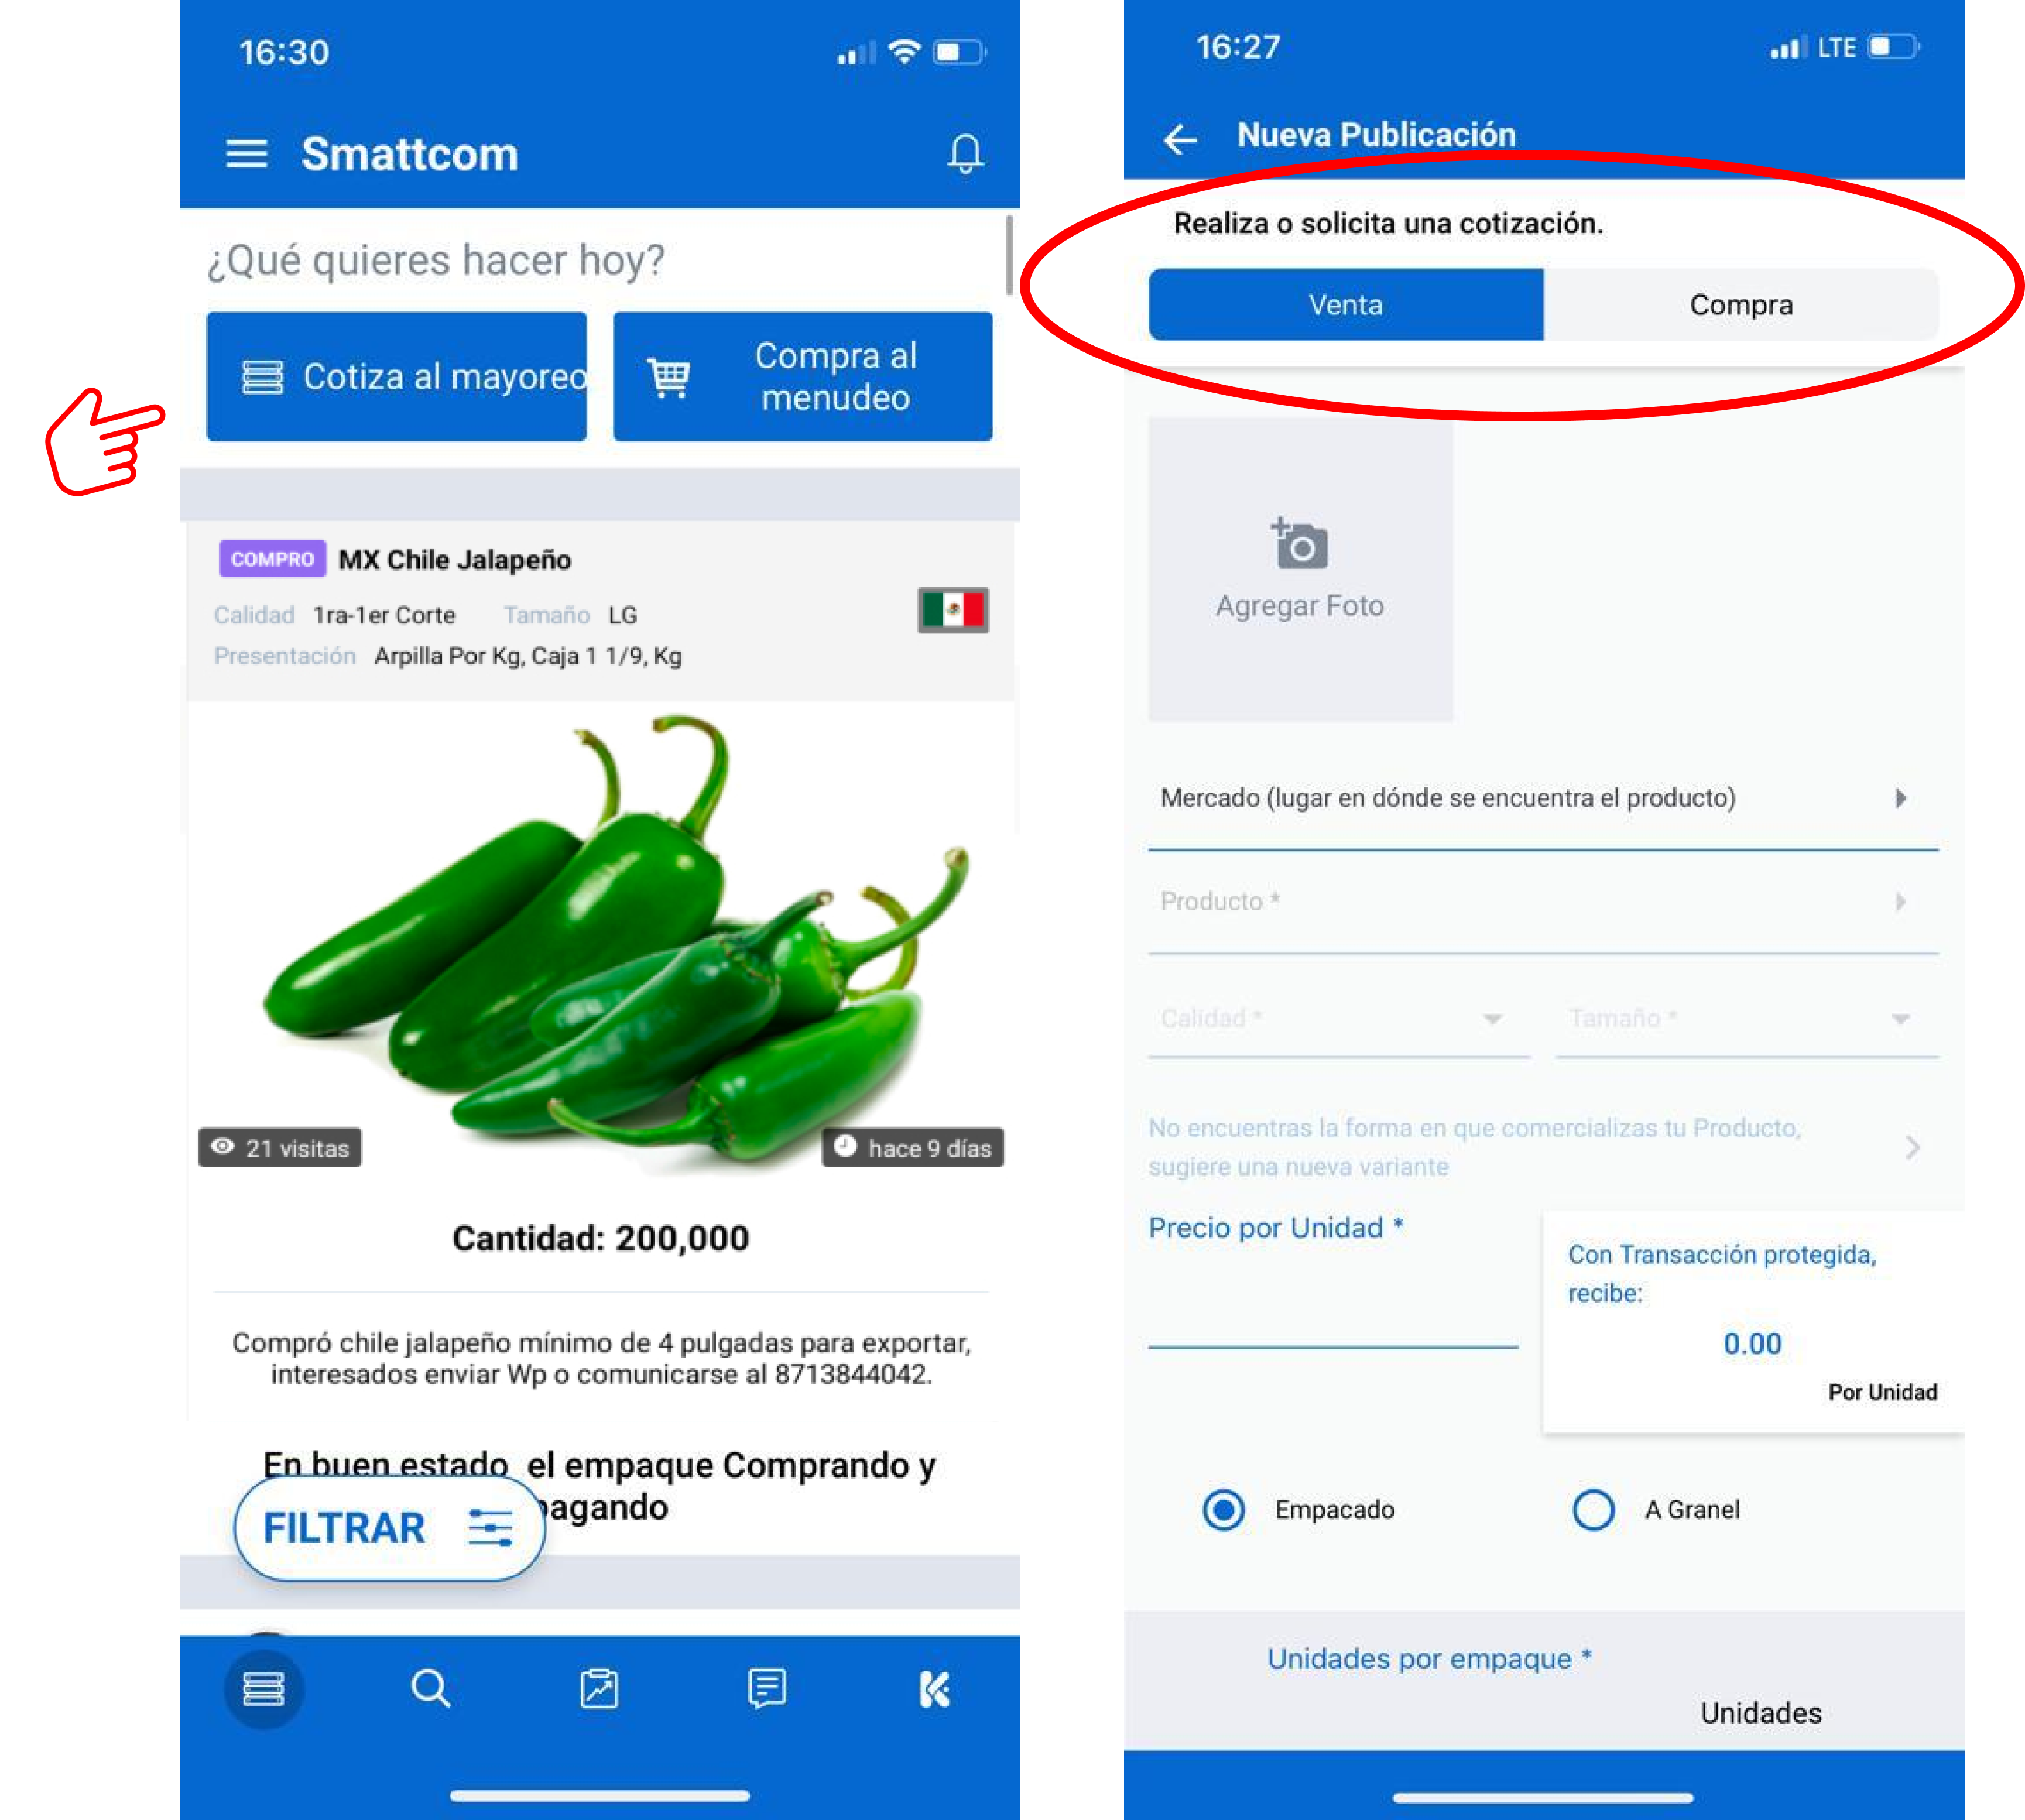 16:30
Smattcom
¿Qué quieres hacer hoy?
Cotiza al mayoreo
Compra al
menudeo
COMPRO MX Chile Jalapeño
Calidad 1ra-1er Corte Tamaño LG
Presentación Arpilla Por Kg, Caja 1 1/9, Kg
21 visitas
hace 9 días
Cantidad: 200,000
Compró chile jalapeño mínimo de 4 pulgadas para exportar,
interesados enviar Wp o comunicarse al 8713844042.
En buen estado el empaque Comprando y
pagando
FILTRAR
16:27
LTE
Nueva Publicación
Realiza o solicita una cotización.
Venta
Compra
Agregar Foto
Mercado (lugar en dónde se encuentra el producto)
Producto *
Calidad *
Tamaño *
No encuentras la forma en que comercializas tu Producto,
sugiere una nueva variante
Precio por Unidad *
Con Transacción protegida,
recibe:
0.00
Por Unidad
Empacado
A Granel
Unidades por empaque *
Unidades